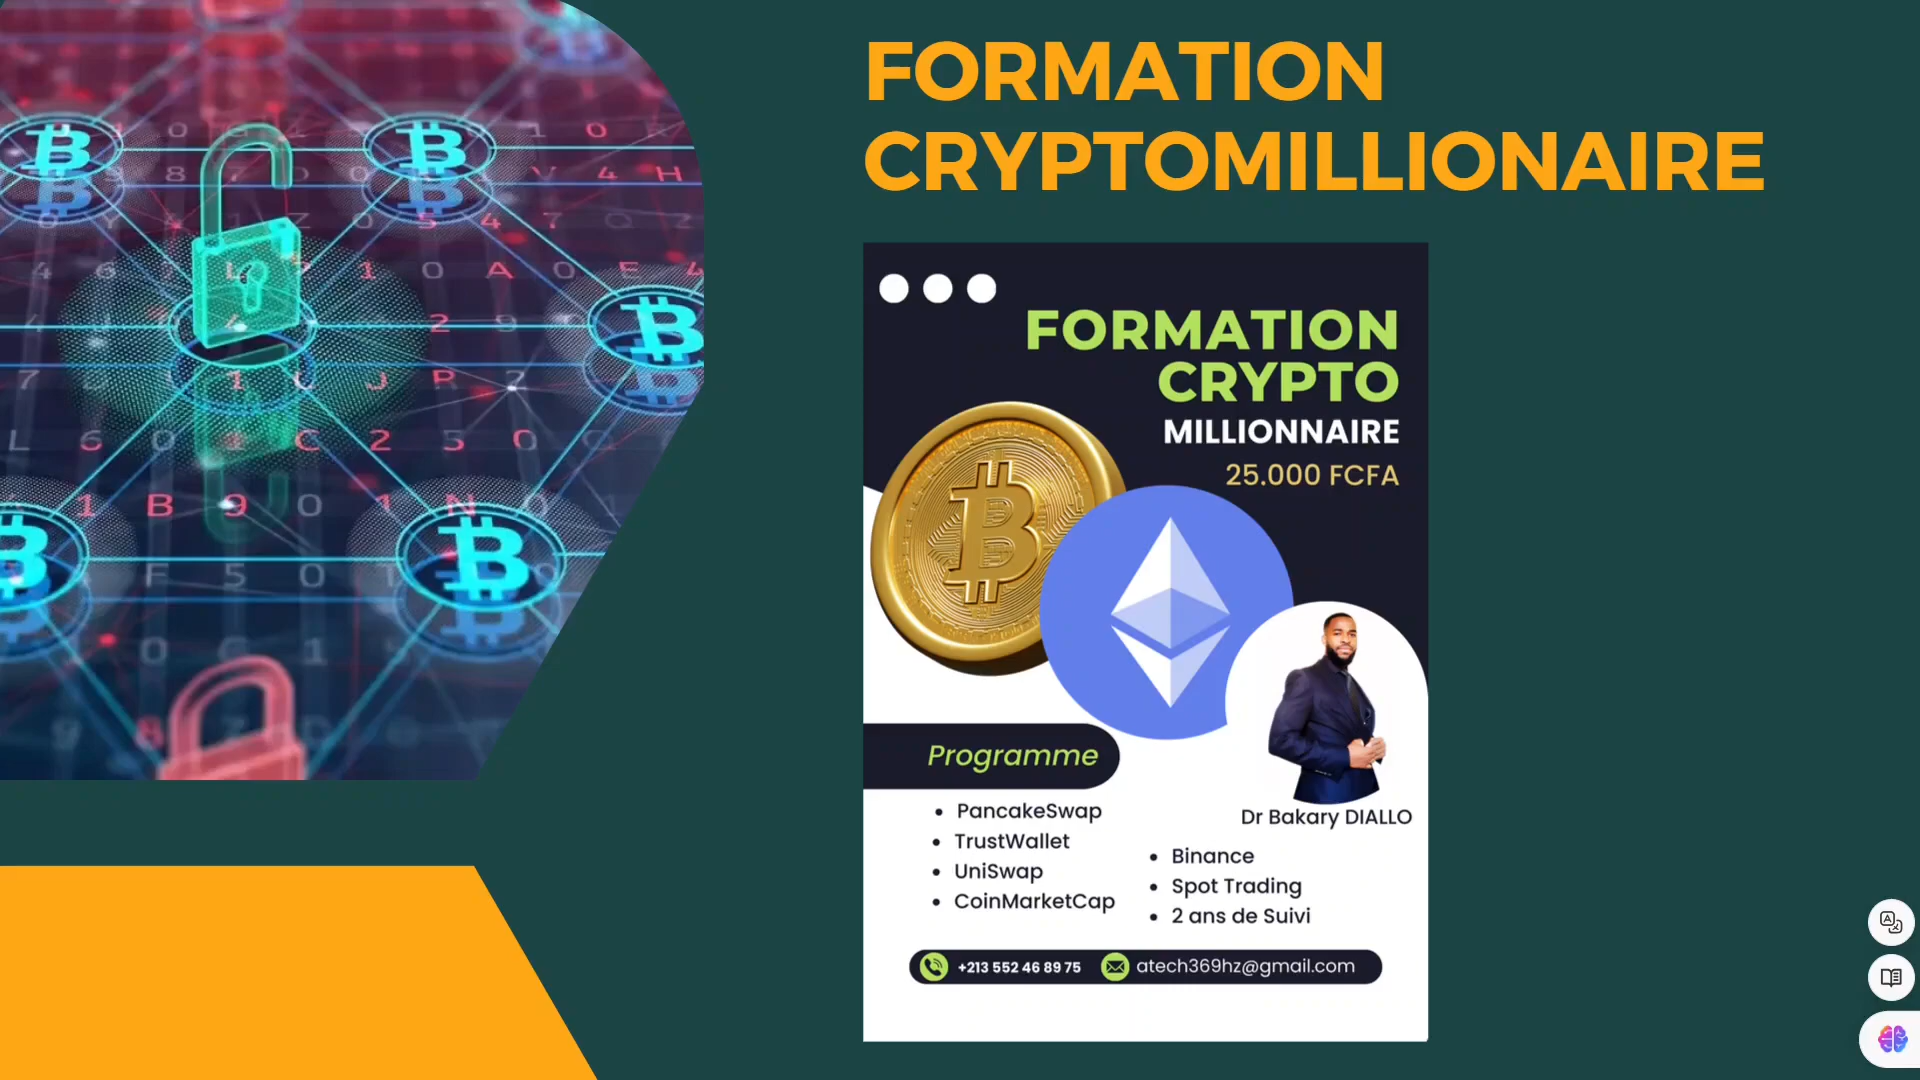 FORMATION
CRYPTOMILLIONAIRE
FORMATION
CRYPTO
MILLIONNAIRE
25.000 FCFA
Programme
PancakeSwap
TrustWallet
UniSwap
CoinMarketCap
Dr Bakary DIALLO
Binance
Spot Trading
2 ans de Suivi
+213 552 46 89 75
atech369hz@gmail.com